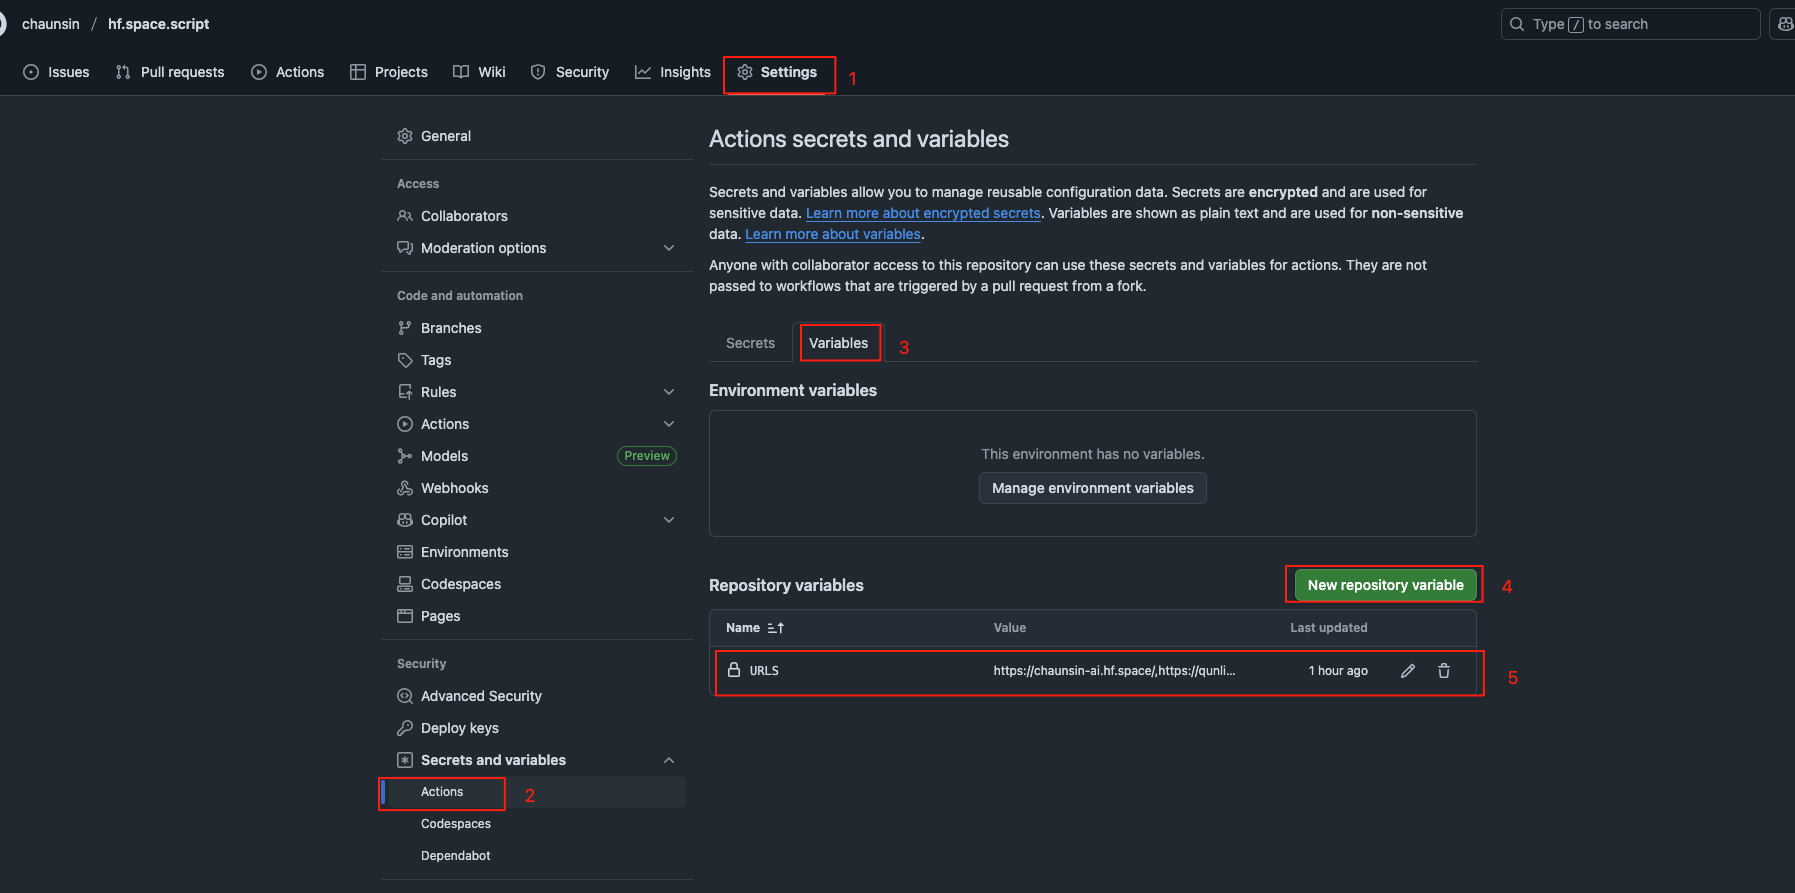 chaunsin / hf.space.script
Type / to search
Issues
Pull requests
Actions
Projects
Wiki
Security
Insights
Settings
1
General
Access
Collaborators
Moderation options
Code and automation
Branches
Tags
Rules
Actions
Models Preview
Webhooks
Copilot
Environments
Codespaces
Pages
Security
Advanced Security
Deploy keys
Secrets and variables
Actions
2
Codespaces
Dependabot
Actions secrets and variables
Secrets and variables allow you to manage reusable configuration data. Secrets are encrypted and are used for
sensitive data. Learn more about encrypted secrets. Variables are shown as plain text and are used for non-sensitive
data. Learn more about variables.
Anyone with collaborator access to this repository can use these secrets and variables for actions. They are not
passed to workflows that are triggered by a pull request from a fork.
Secrets
Variables
3
Environment variables
This environment has no variables.
Manage environment variables
Repository variables
New repository variable
4
Name Value Last updated
URLS https://chaunsin-ai.hf.space/,https://qunli... 1 hour ago
5